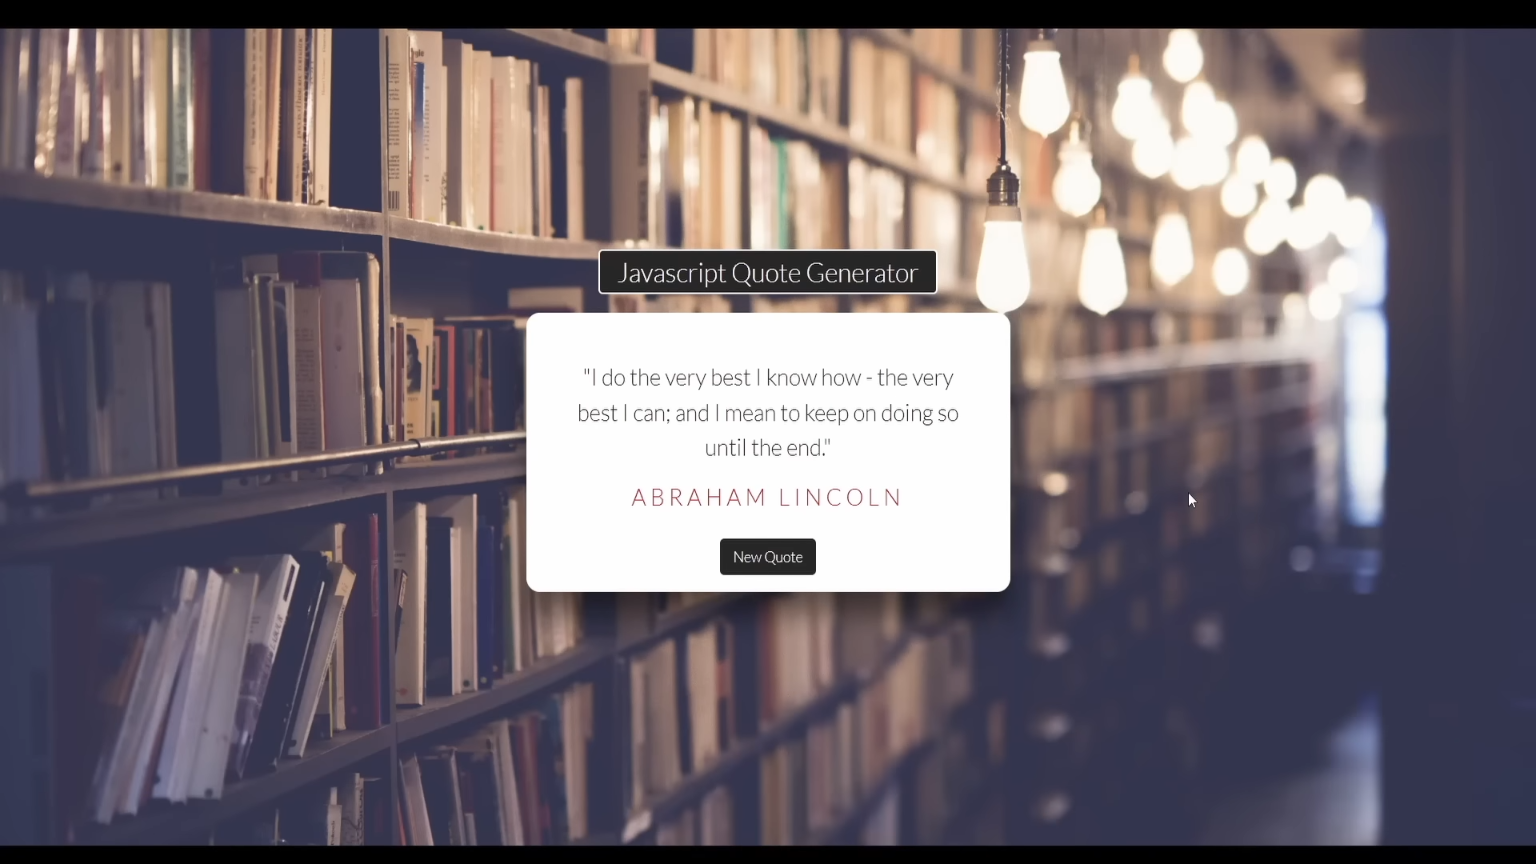 Javascript Quote Generator
"I do the very best I know how - the very
best I can; and I mean to keep on doing so
until the end."
ABRAHAM LINCOLN
New Quote